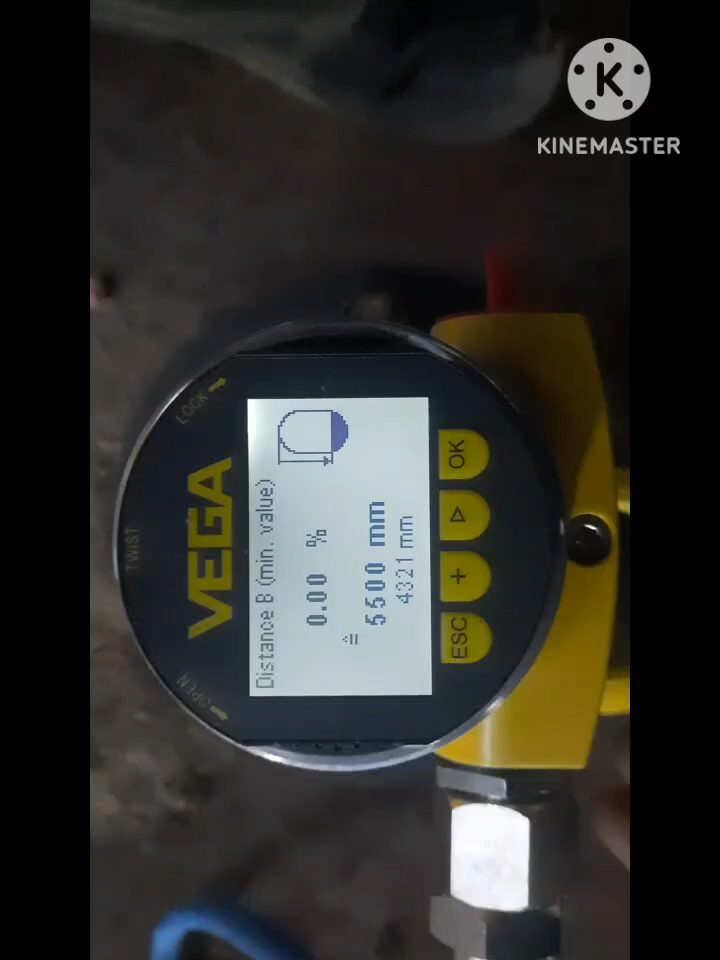 K
KINEMASTER
OPEN
TWIST
LOCK
VEGA
Distance B (min. value)
0.00 %
≙
5500 mm
4321 mm
ESC
+
OK